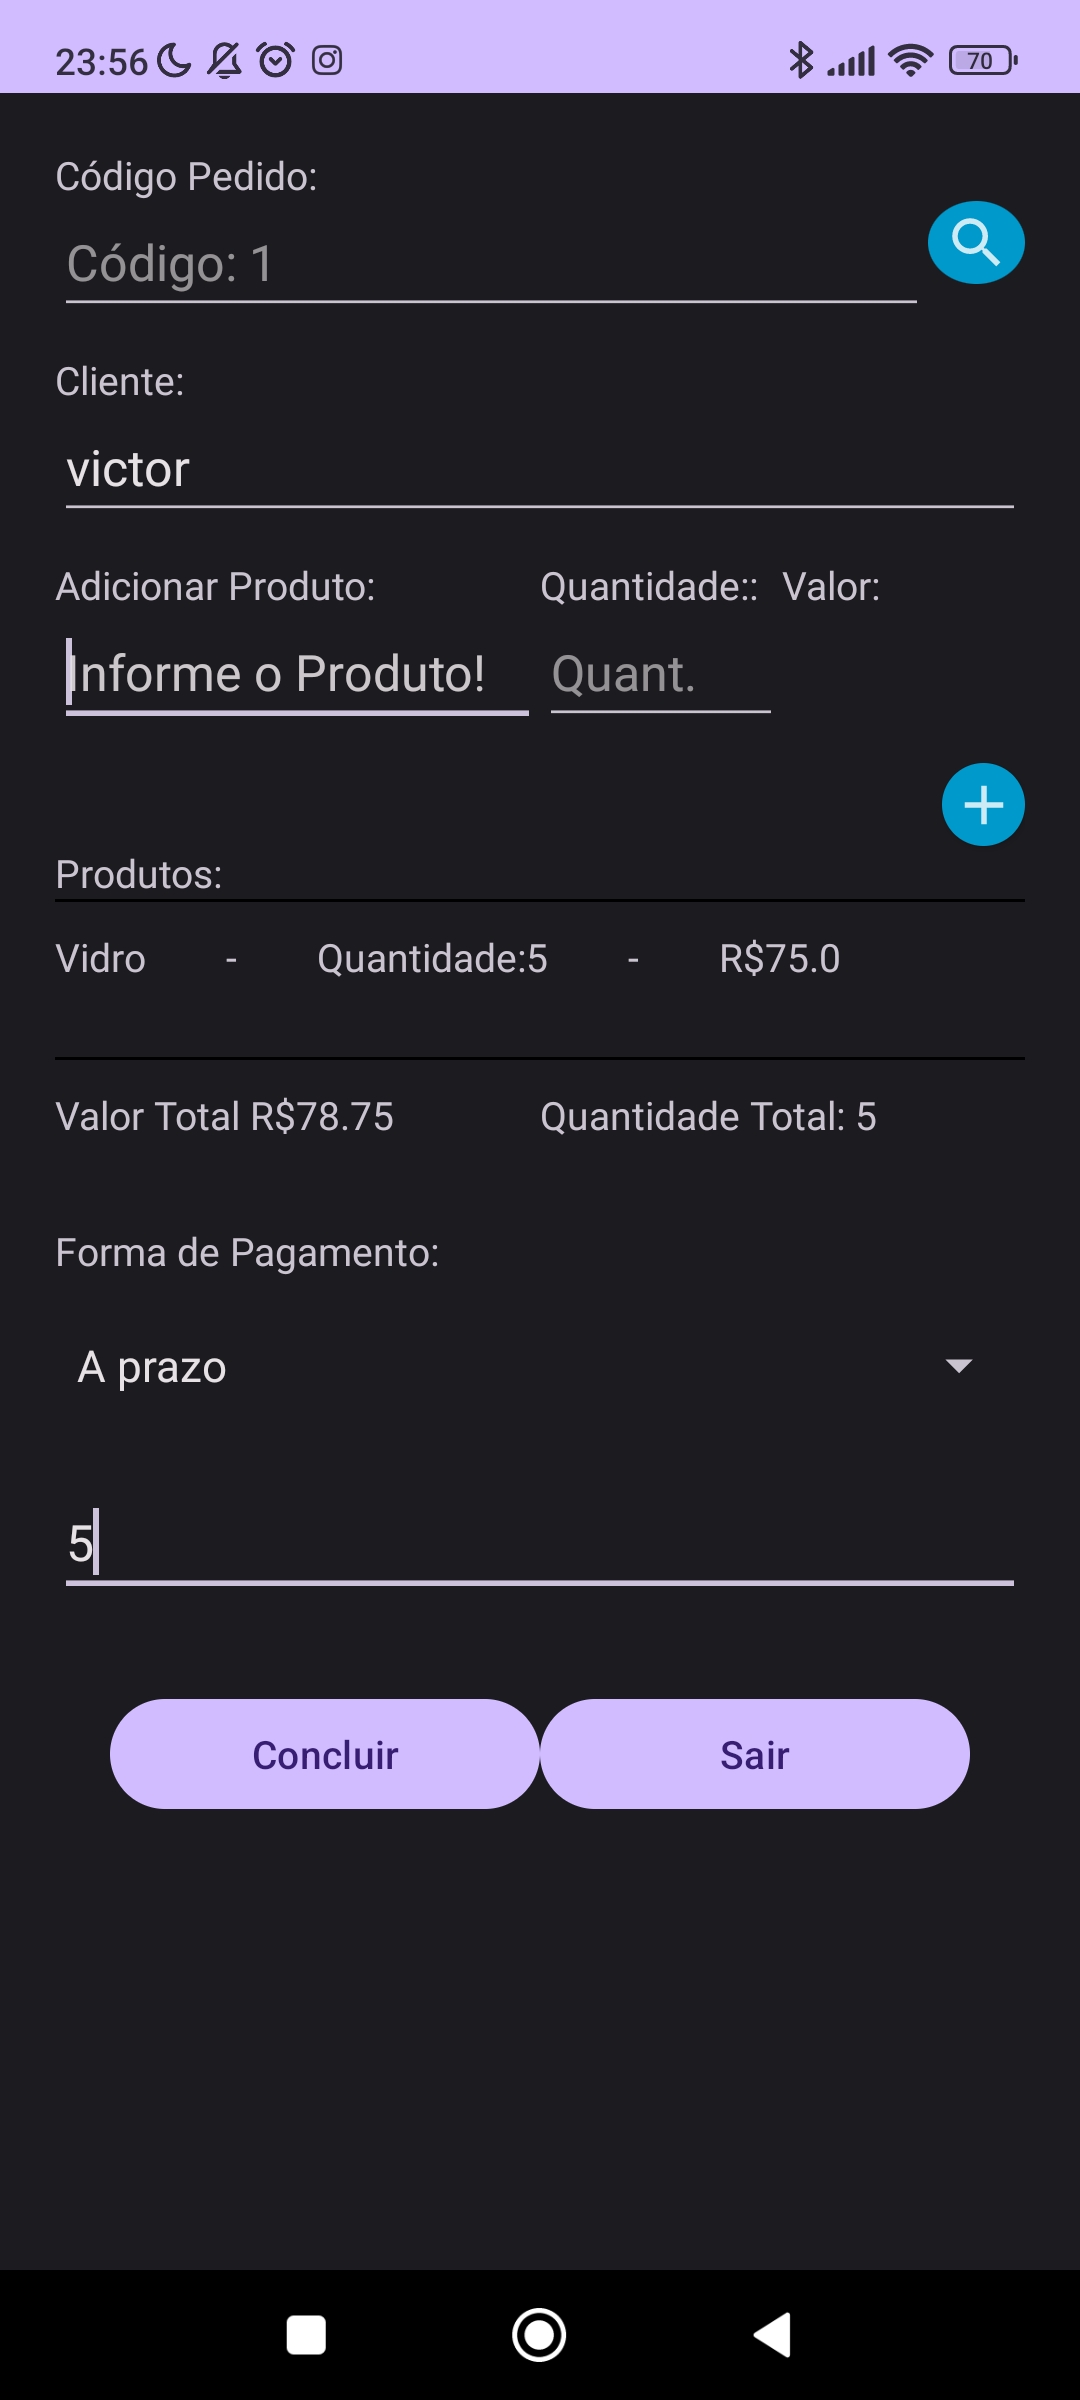 23:56
70
Código Pedido:
Código: 1
Cliente:
victor
Adicionar Produto: Quantidade:: Valor:
Informe o Produto! Quant.
Produtos:
Vidro - Quantidade:5 - R$75.0
Valor Total R$78.75 Quantidade Total: 5
Forma de Pagamento:
A prazo
5
Concluir Sair